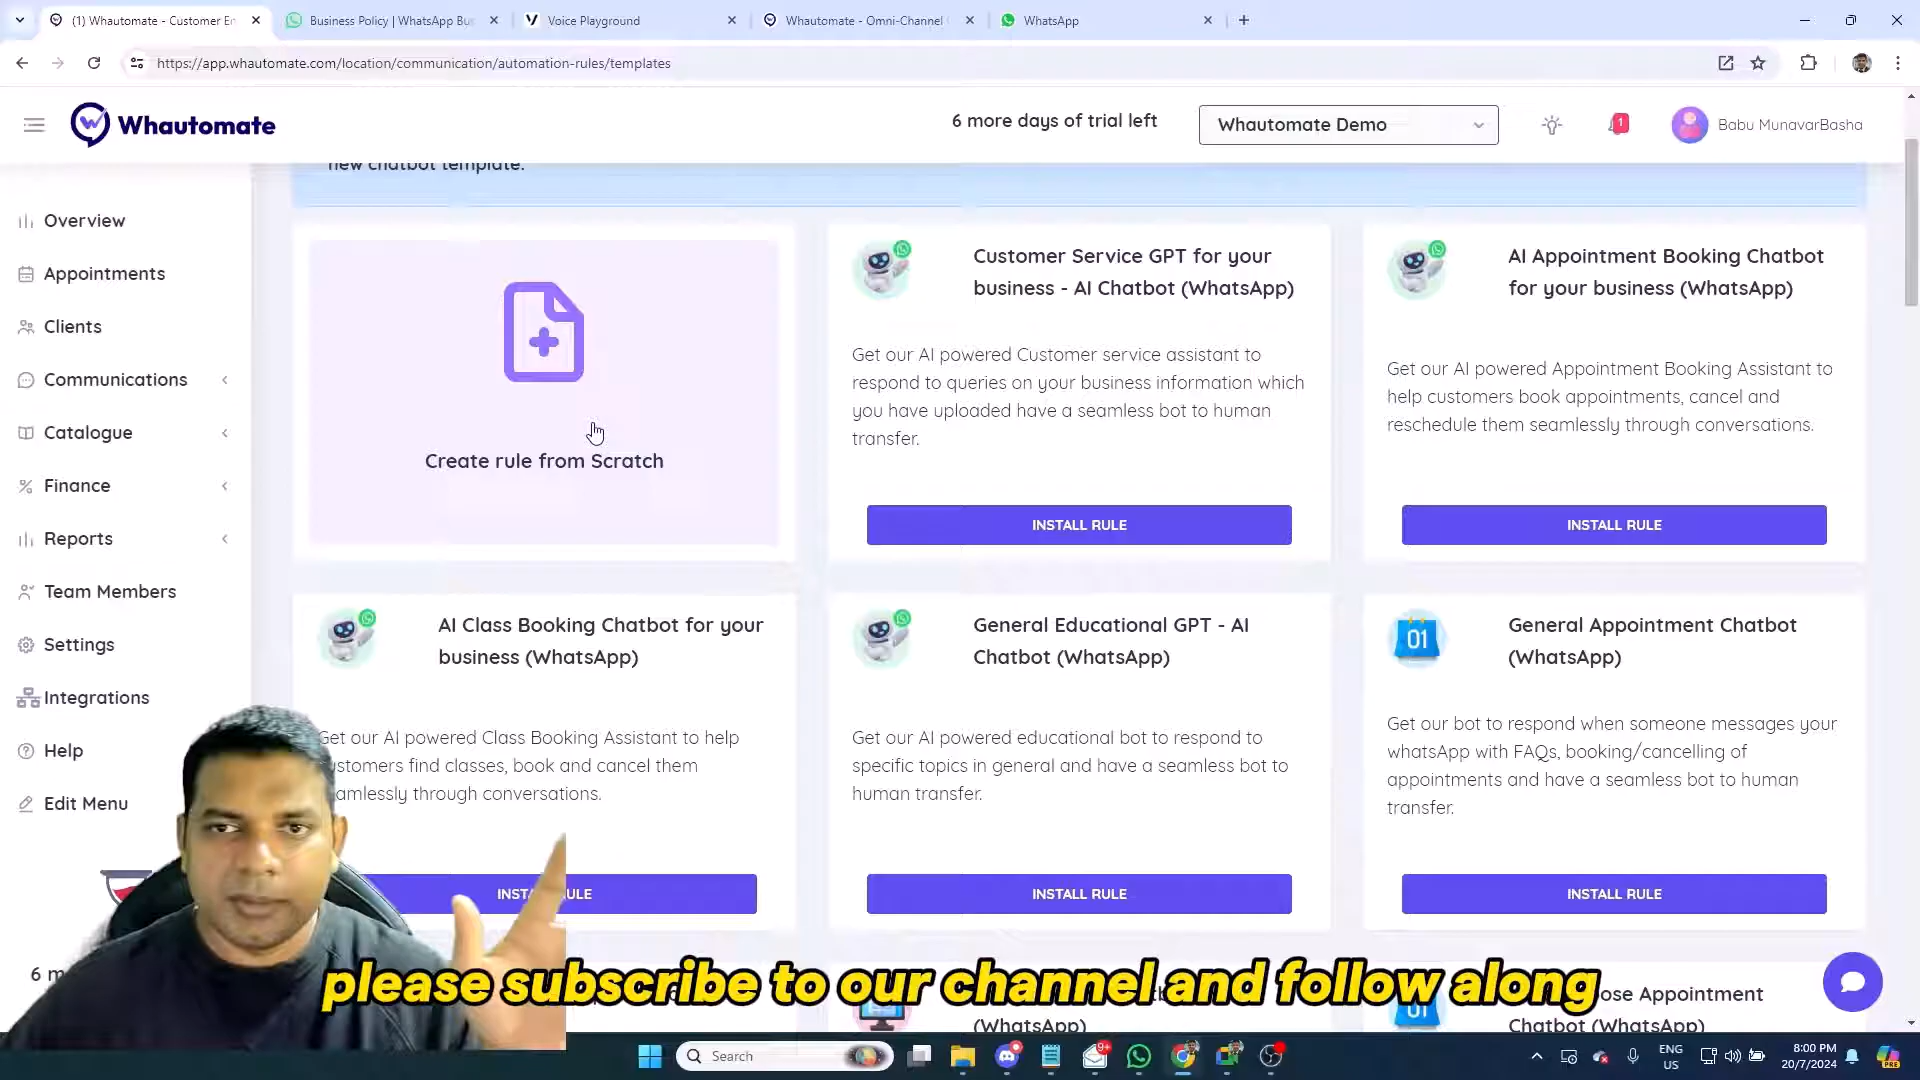 (1) Whautomate - Customer En
Business Policy | WhatsApp Bus
Voice Playground
Whautomate - Omni-Channel
WhatsApp
https://app.whautomate.com/location/communication/automation-rules/templates
Whautomate
6 more days of trial left
Whautomate Demo
1
Babu MunavarBasha
new chatbot template.
Overview
Appointments
Clients
Communications
Catalogue
Finance
Reports
Team Members
Settings
Integrations
Help
Edit Menu
Create rule from Scratch
Customer Service GPT for your
business - AI Chatbot (WhatsApp)
Get our AI powered Customer service assistant to
respond to queries on your business information which
you have uploaded have a seamless bot to human
transfer.
INSTALL RULE
AI Appointment Booking Chatbot
for your business (WhatsApp)
Get our AI powered Appointment Booking Assistant to
help customers book appointments, cancel and
reschedule them seamlessly through conversations.
INSTALL RULE
AI Class Booking Chatbot for your
business (WhatsApp)
Get our AI powered Class Booking Assistant to help
customers find classes, book and cancel them
seamlessly through conversations.
INSTALL RULE
General Educational GPT - AI
Chatbot (WhatsApp)
Get our AI powered educational bot to respond to
specific topics in general and have a seamless bot to
human transfer.
INSTALL RULE
01
General Appointment Chatbot
(WhatsApp)
Get our bot to respond when someone messages your
whatsApp with FAQs, booking/cancelling of
appointments and have a seamless bot to human
transfer.
INSTALL RULE
6 m
please subscribe to our channel and follow along
(WhatsApp)
01
ose Appointment
Chatbot (WhatsApp)
Search
9+
ENG
US
8:00 PM
20/7/2024
PRE